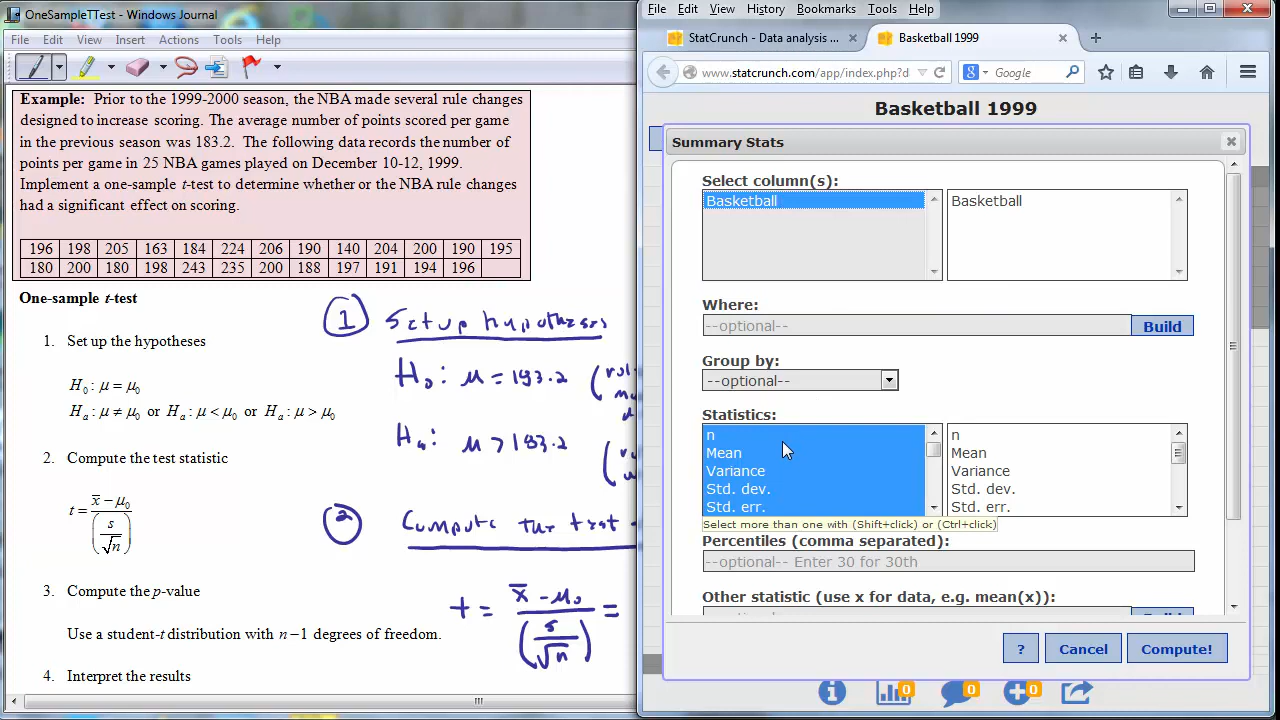 OneSampleTTest - Windows Journal
File Edit View Insert Actions Tools Help
Example: Prior to the 1999-2000 season, the NBA made several rule changes
designed to increase scoring. The average number of points scored per game
in the previous season was 183.2. The following data records the number of
points per game in 25 NBA games played on December 10-12, 1999.
Implement a one-sample t-test to determine whether or the NBA rule changes
had a significant effect on scoring.
196 198 205 163 184 224 206 190 140 204 200 190 195
180 200 180 198 243 235 200 188 197 191 194 196
One-sample t-test
1. Set up the hypotheses
H₀ : μ = μ₀
Hₐ : μ ≠ μ₀ or Hₐ : μ < μ₀ or Hₐ : μ > μ₀
2. Compute the test statistic
t = (x̄ − μ₀) / (s/√n)
3. Compute the p-value
Use a student-t distribution with n−1 degrees of freedom.
4. Interpret the results
① Set up hypotheses
H₀ : μ = 183.2
Hₐ : μ > 183.2
② Compute the test
t = (x̄ − μ₀) / (s/√n) =
File Edit View History Bookmarks Tools Help
StatCrunch - Data analysis ... ×
Basketball 1999 ×
www.statcrunch.com/app/index.php?d
Google
Basketball 1999
Summary Stats
Select column(s):
Basketball
Basketball
Where:
--optional--
Build
Group by:
--optional--
Statistics:
n
Mean
Variance
Std. dev.
Std. err.
n
Mean
Variance
Std. dev.
Std. err.
Select more than one with (Shift+click) or (Ctrl+click)
Percentiles (comma separated):
--optional-- Enter 30 for 30th
Other statistic (use x for data, e.g. mean(x)):
? Cancel Compute!
0 0 0